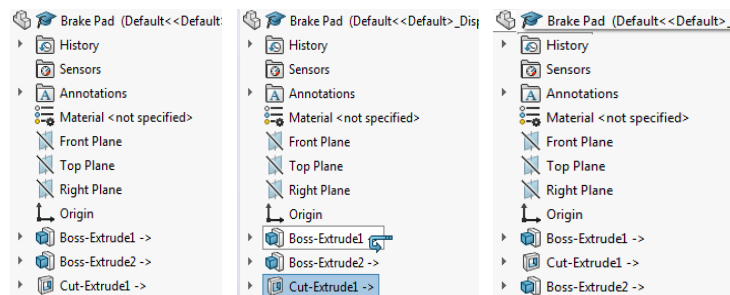 Brake Pad (Default<<Default
History
Sensors
Annotations
Material <not specified>
Front Plane
Top Plane
Right Plane
Origin
Boss-Extrude1 ->
Boss-Extrude2 ->
Cut-Extrude1 ->
Brake Pad (Default<<Default>_Disp
History
Sensors
Annotations
Material <not specified>
Front Plane
Top Plane
Right Plane
Origin
Boss-Extrude1
Boss-Extrude2 ->
Cut-Extrude1 ->
Brake Pad (Default<<Default>_
History
Sensors
Annotations
Material <not specified>
Front Plane
Top Plane
Right Plane
Origin
Boss-Extrude1 ->
Cut-Extrude1 ->
Boss-Extrude2 ->